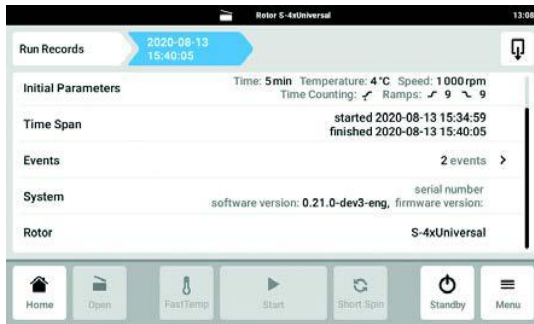 Rotor S-4xUniversal 13:08
Run Records
2020-08-13
15:40:05
Initial Parameters
Time: 5 min Temperature: 4 °C Speed: 1 000 rpm
Time Counting: Ramps: 9 9
Time Span
started 2020-08-13 15:34:59
finished 2020-08-13 15:40:05
Events
2 events >
System
serial number
software version: 0.21.0-dev3-eng, firmware version:
Rotor
S-4xUniversal
Home
Open
FastTemp
Start
Short Spin
Standby
Menu